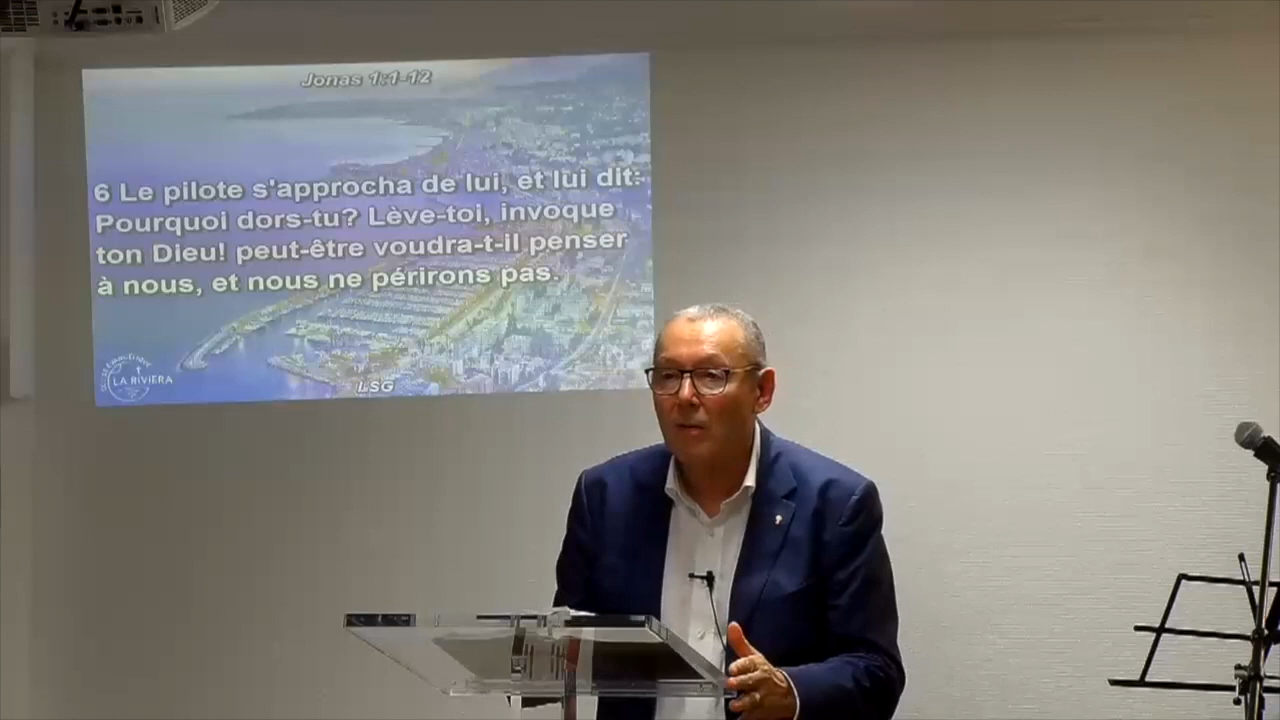 Jonas 1:1-12
6 Le pilote s'approcha de lui, et lui dit:
Pourquoi dors-tu? Lève-toi, invoque
ton Dieu! peut-être voudra-t-il penser
à nous, et nous ne périrons pas.
LA RIVIERA
LSG